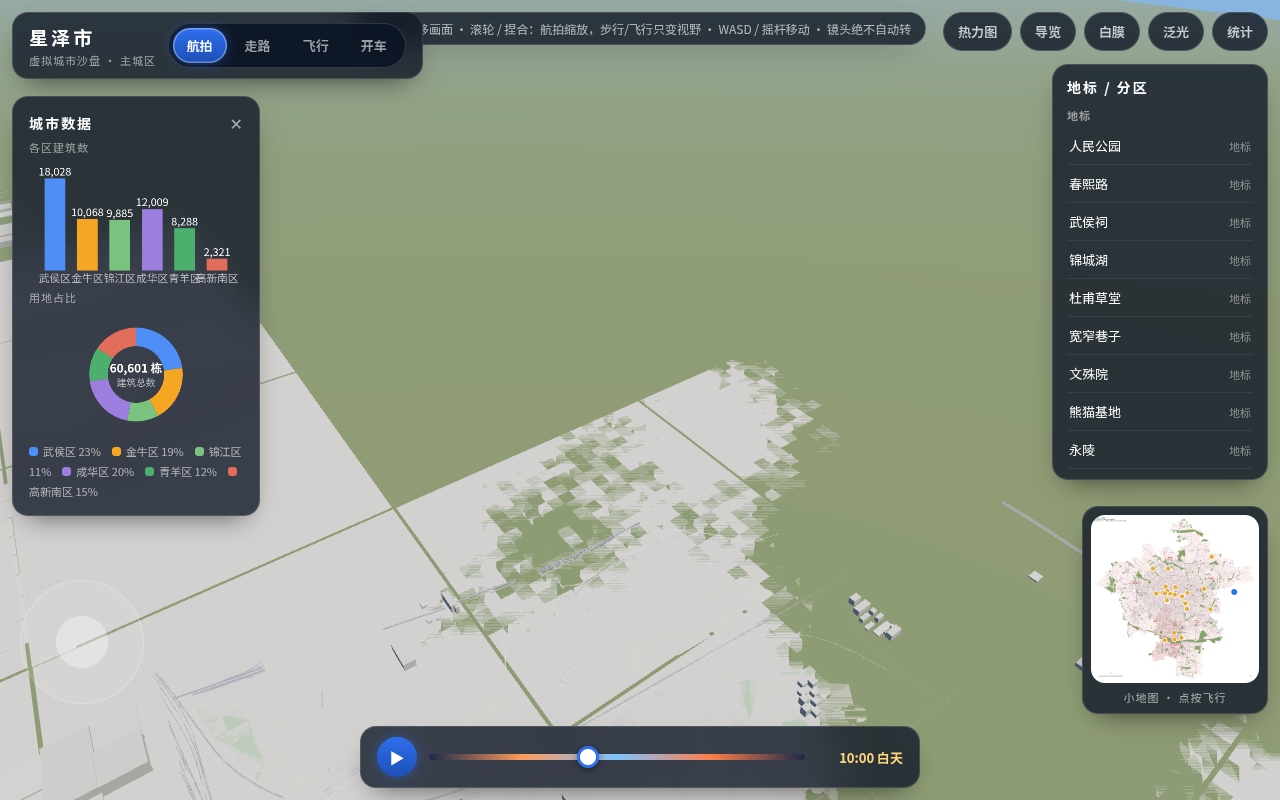 星泽市
虚拟城市沙盘 · 主城区
航拍
走路
飞行
开车
移画面 · 滚轮 / 捏合：航拍缩放，步行/飞行只变视野 · WASD / 摇杆移动 · 镜头绝不自动转
热力图
导览
白膜
泛光
统计
城市数据
✕
各区建筑数
18,028
10,068
9,885
12,009
8,288
2,321
武侯区
金牛区
锦江区
成华区
青羊区
高新南区
用地占比
60,601 栋
建筑总数
武侯区 23% 金牛区 19% 锦江区
11% 成华区 20% 青羊区 12%
高新南区 15%
地标 / 分区
地标
人民公园 地标
春熙路 地标
武侯祠 地标
锦城湖 地标
杜甫草堂 地标
宽窄巷子 地标
文殊院 地标
熊猫基地 地标
永陵 地标
小地图 · 点按飞行
10:00 白天